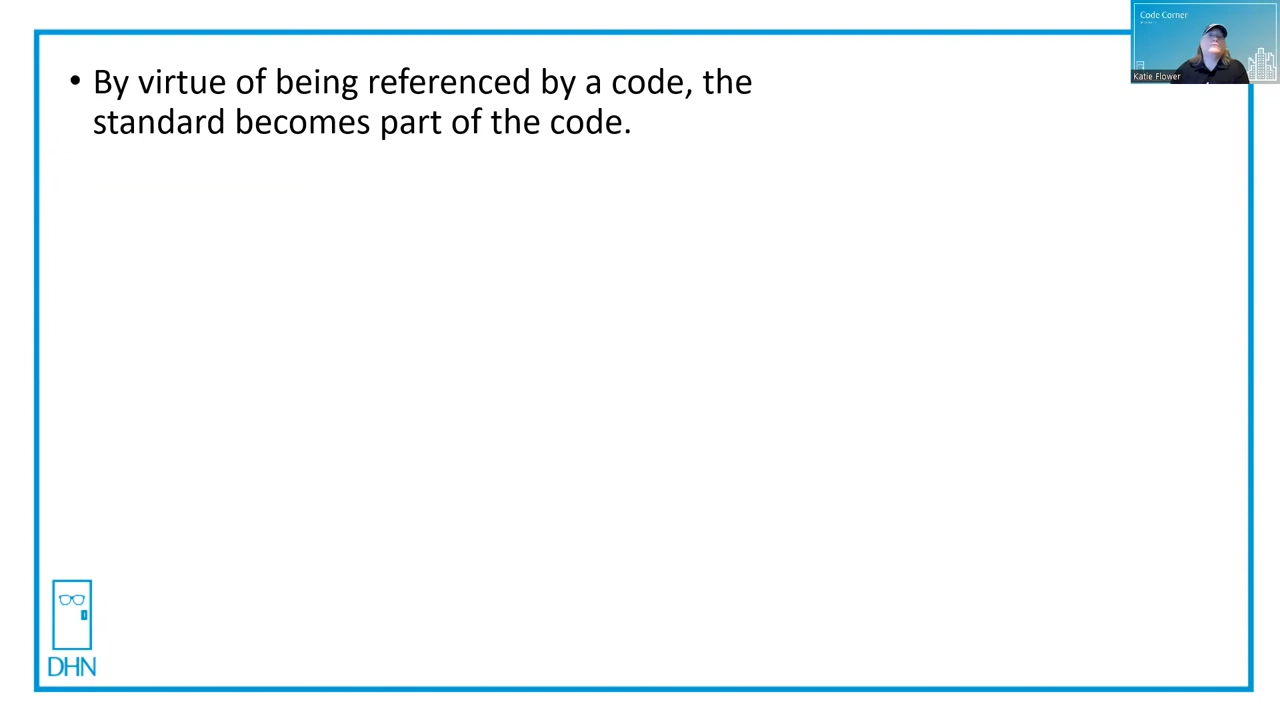 Code Corner
Katie Flower
• By virtue of being referenced by a code, the
standard becomes part of the code.
DHN